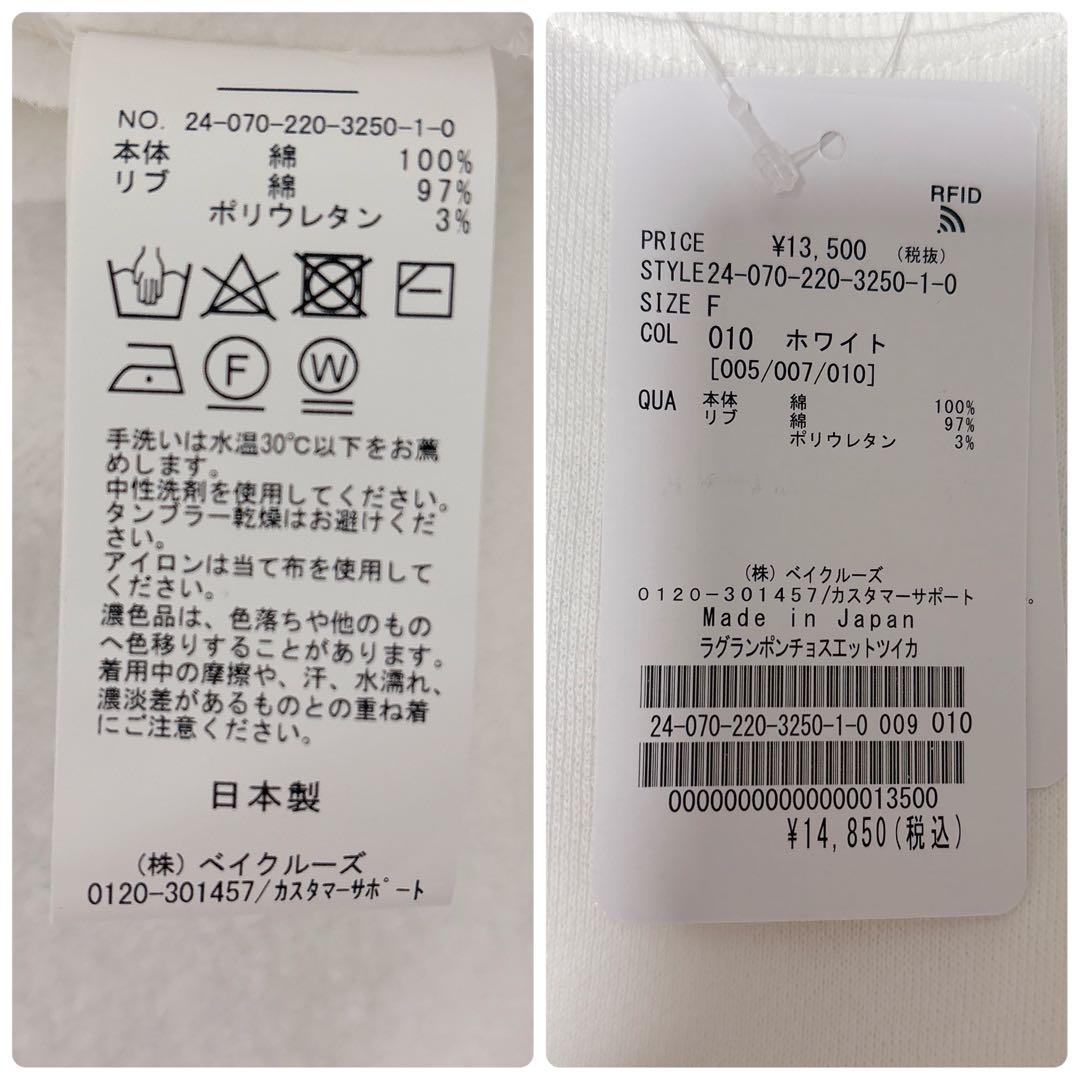 NO. 24-070-220-3250-1-0
本体 綿 100%
リブ 綿 97%
ポリウレタン 3%
F W
手洗いは水温30℃以下をお薦
めします。
中性洗剤を使用してください。
タンブラー乾燥はお避けくだ
さい。
アイロンは当て布を使用して
ください。
濃色品は、色落ちや他のもの
へ色移りすることがあります。
着用中の摩擦や、汗、水濡れ、
濃淡差があるものとの重ね着
にご注意ください。
日本製
(株)ベイクルーズ
0120-301457/カスタマーサポート
RFID
PRICE ¥13,500 (税抜)
STYLE24-070-220-3250-1-0
SIZE F
COL 010 ホワイト
[005/007/010]
QUA 本体 綿 100%
リブ 綿 97%
ポリウレタン 3%
(株)ベイクルーズ
0120-301457/カスタマーサポート
Made in Japan
ラグランポンチョスエットツイカ
24-070-220-3250-1-0 009 010
00000000000000013500
¥14,850(税込)